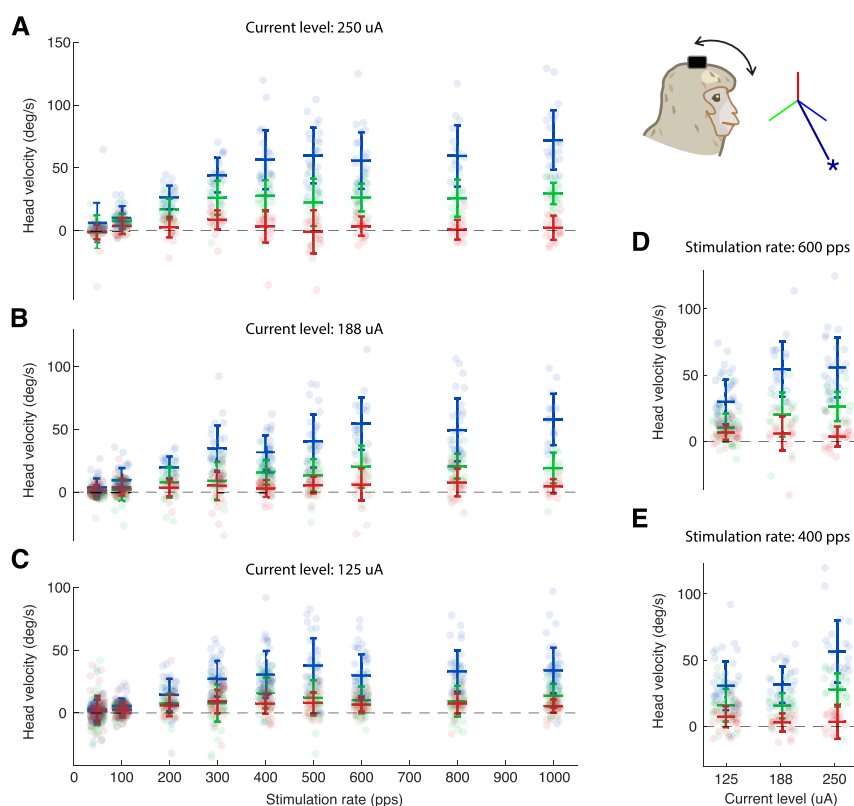 A
Current level: 250 uA
150
100
50
0
Head velocity (deg/s)
*
B
Current level: 188 uA
100
50
0
Head velocity (deg/s)
C
Current level: 125 uA
100
50
0
Head velocity (deg/s)
0 100 200 300 400 500 600 700 800 900 1000
Stimulation rate (pps)
D
Stimulation rate: 600 pps
100
50
0
Head velocity (deg/s)
E
Stimulation rate: 400 pps
100
50
0
Head velocity (deg/s)
125 188 250
Current level (uA)